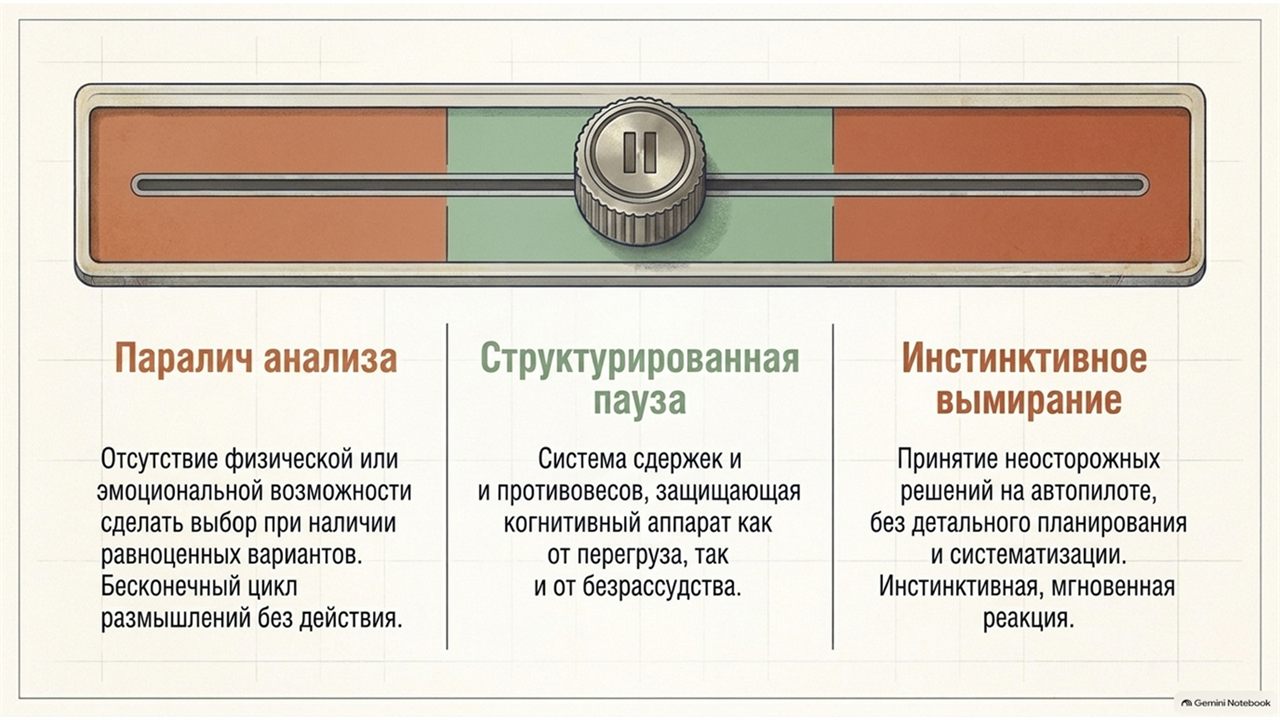 Паралич анализа
Отсутствие физической или
эмоциональной возможности
сделать выбор при наличии
равноценных вариантов.
Бесконечный цикл
размышлений без действия.
Структурированная
пауза
Система сдержек и
и противовесов, защищающая
когнитивный аппарат как
от перегруза, так
и от безрассудства.
Инстинктивное
вымирание
Принятие неосторожных
решений на автопилоте,
без детального планирования
и систематизации.
Инстинктивная, мгновенная
реакция.
Gemini Notebook